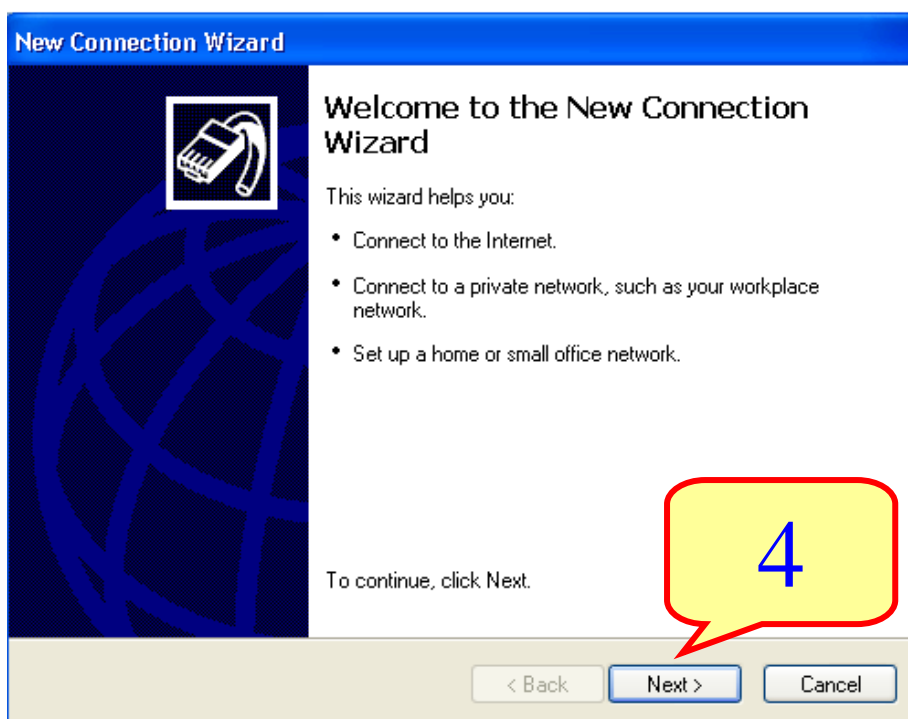 New Connection Wizard
Welcome to the New Connection
Wizard
This wizard helps you:
• Connect to the Internet.
• Connect to a private network, such as your workplace
network.
• Set up a home or small office network.
4
To continue, click Next.
< Back Next > Cancel